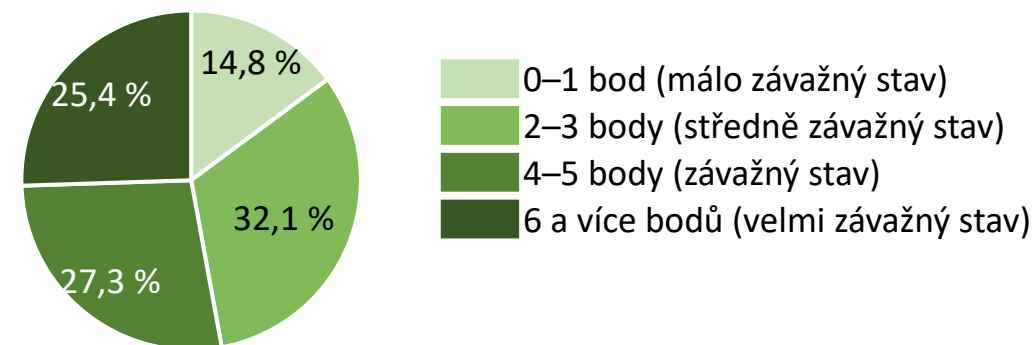 14,8 %
25,4 %
32,1 %
27,3 %
0–1 bod (málo závažný stav)
2–3 body (středně závažný stav)
4–5 body (závažný stav)
6 a více bodů (velmi závažný stav)